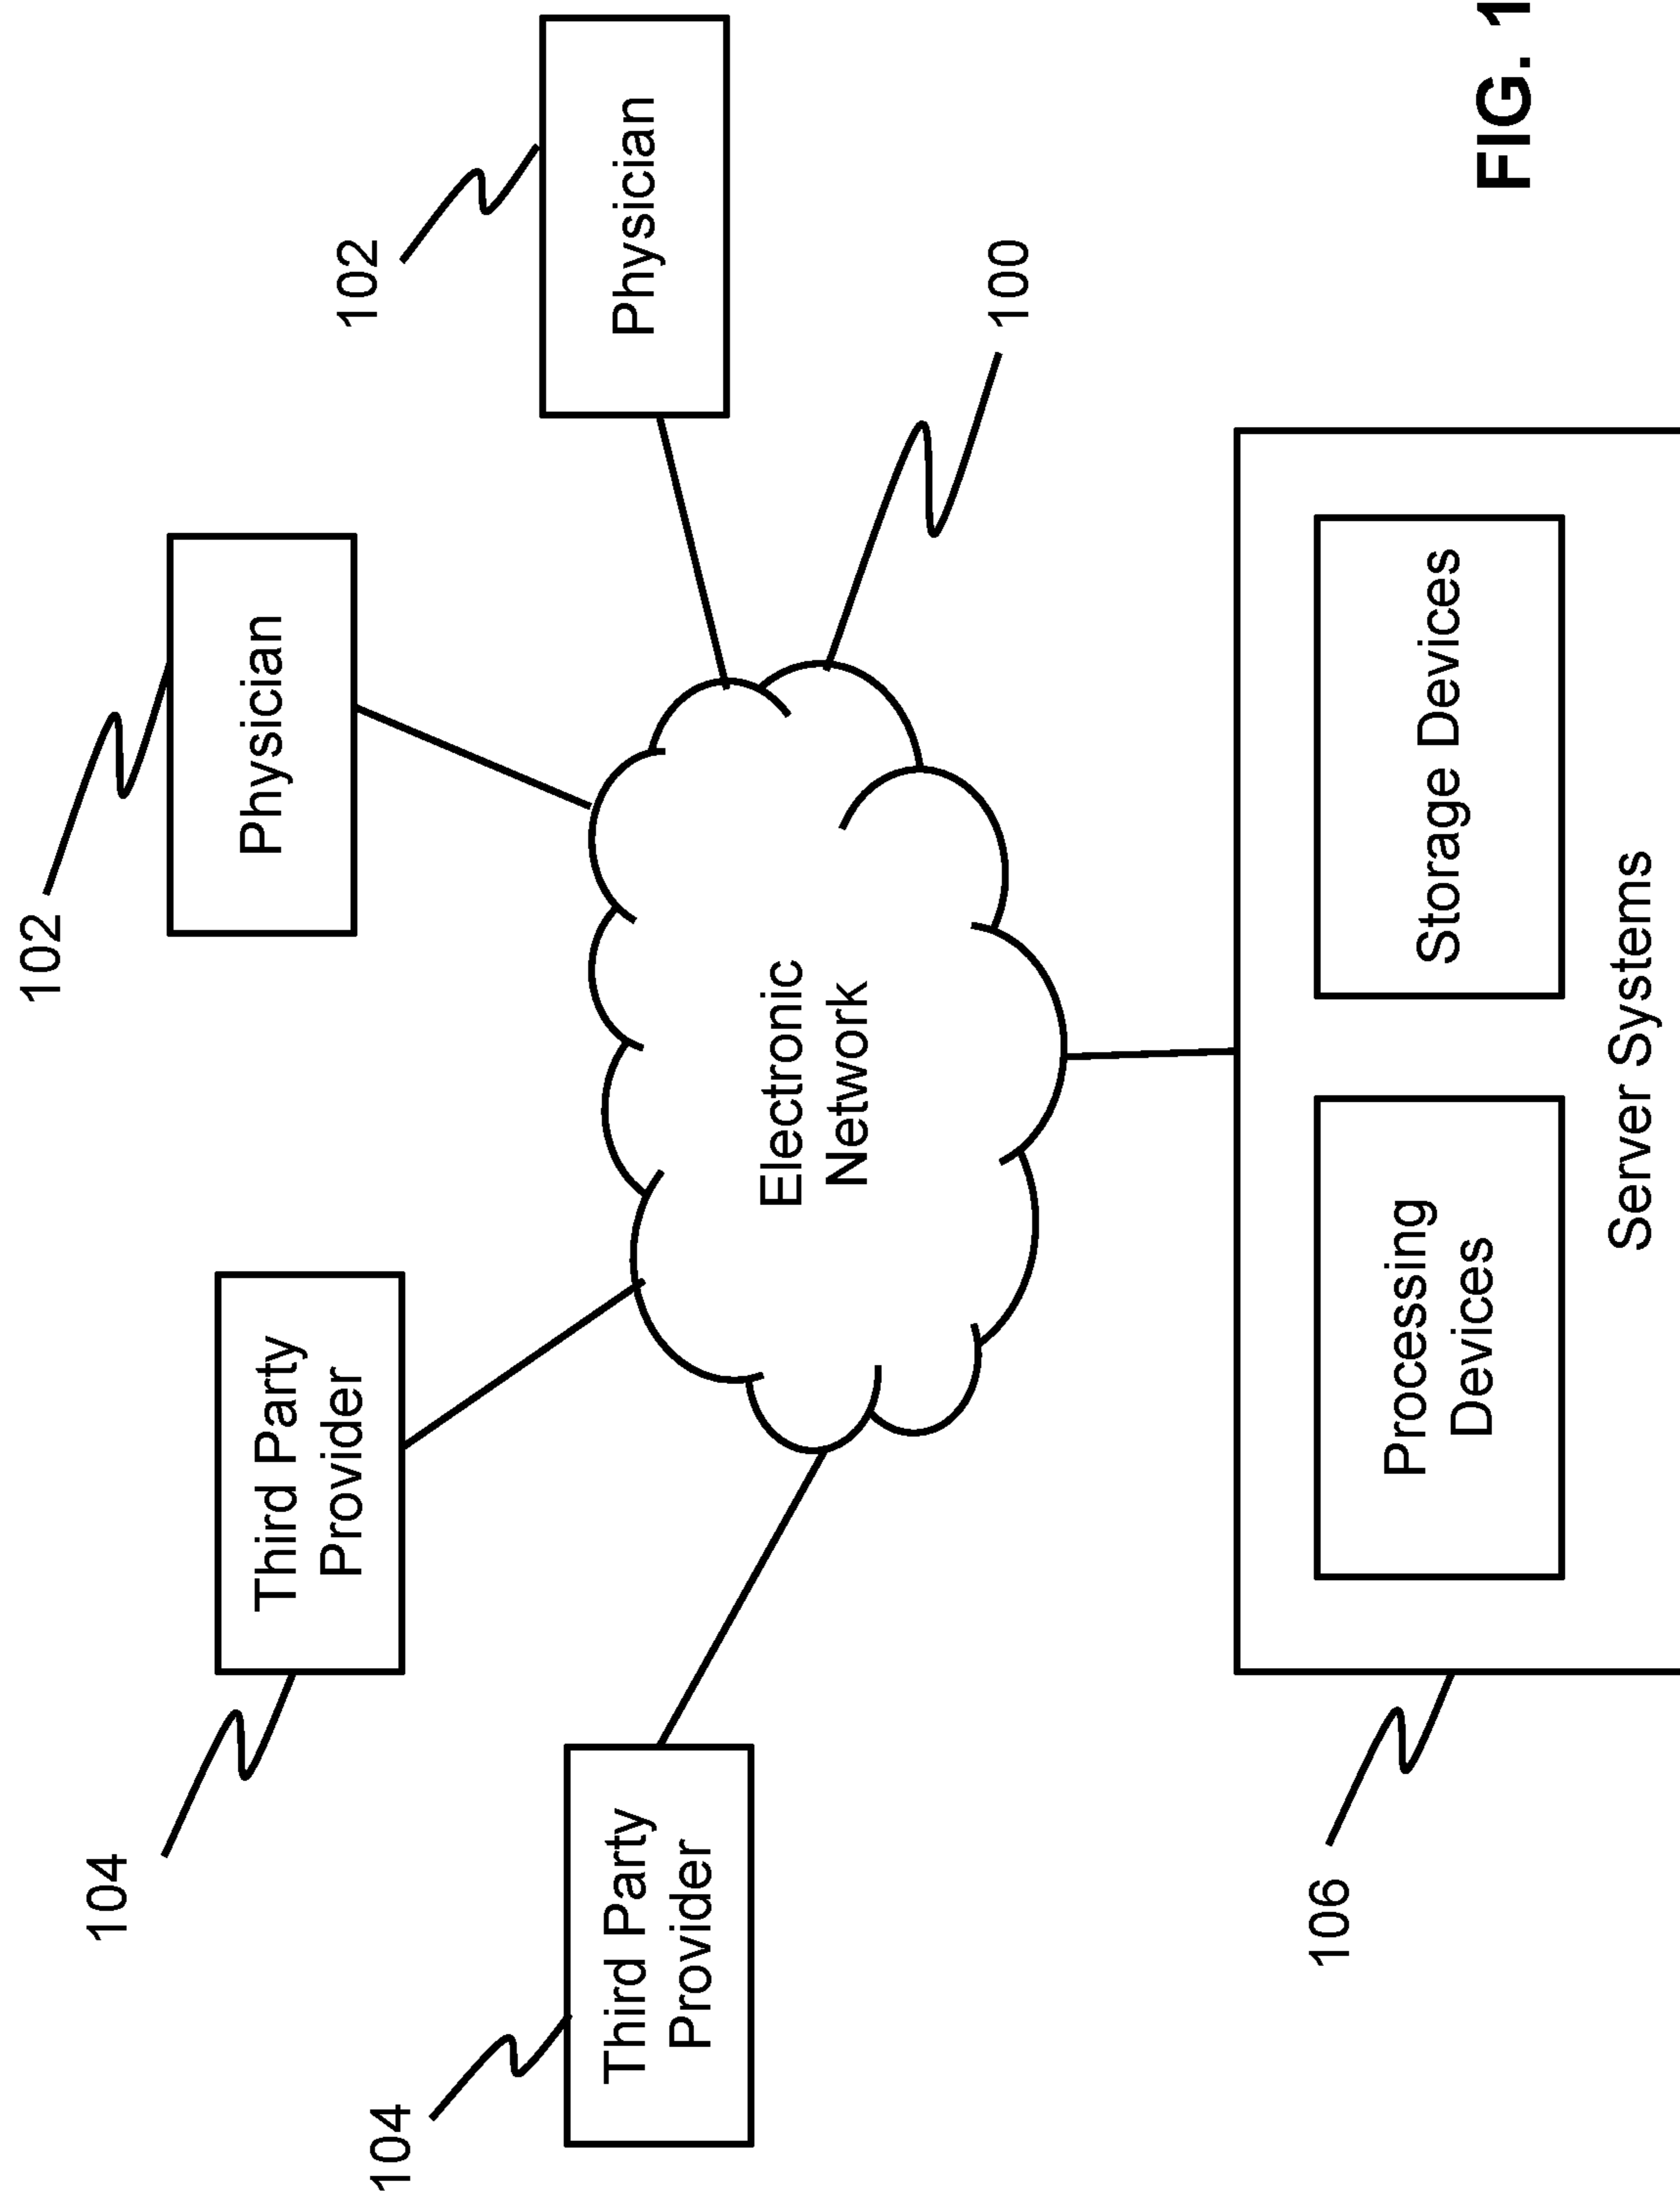 102
Physician
102
Physician
104
Third Party
Provider
104
Third Party
Provider
Electronic
Network
100
106
Processing
Devices
Storage Devices
Server Systems
FIG. 1